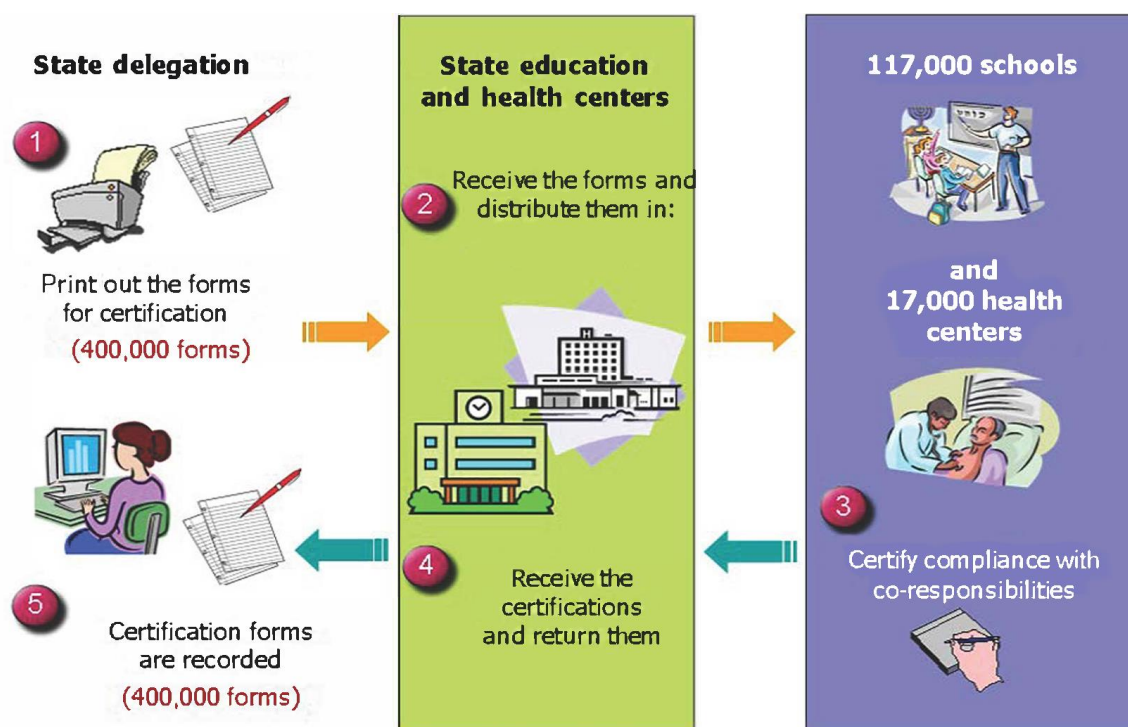 State delegation
1
Print out the forms
for certification
(400,000 forms)
State education
and health centers
2
Receive the forms and
distribute them in:
H
117,000 schools
and
17,000 health
centers
3
Certify compliance with
co-responsibilities
4
Receive the
certifications
and return them
5
Certification forms
are recorded
(400,000 forms)